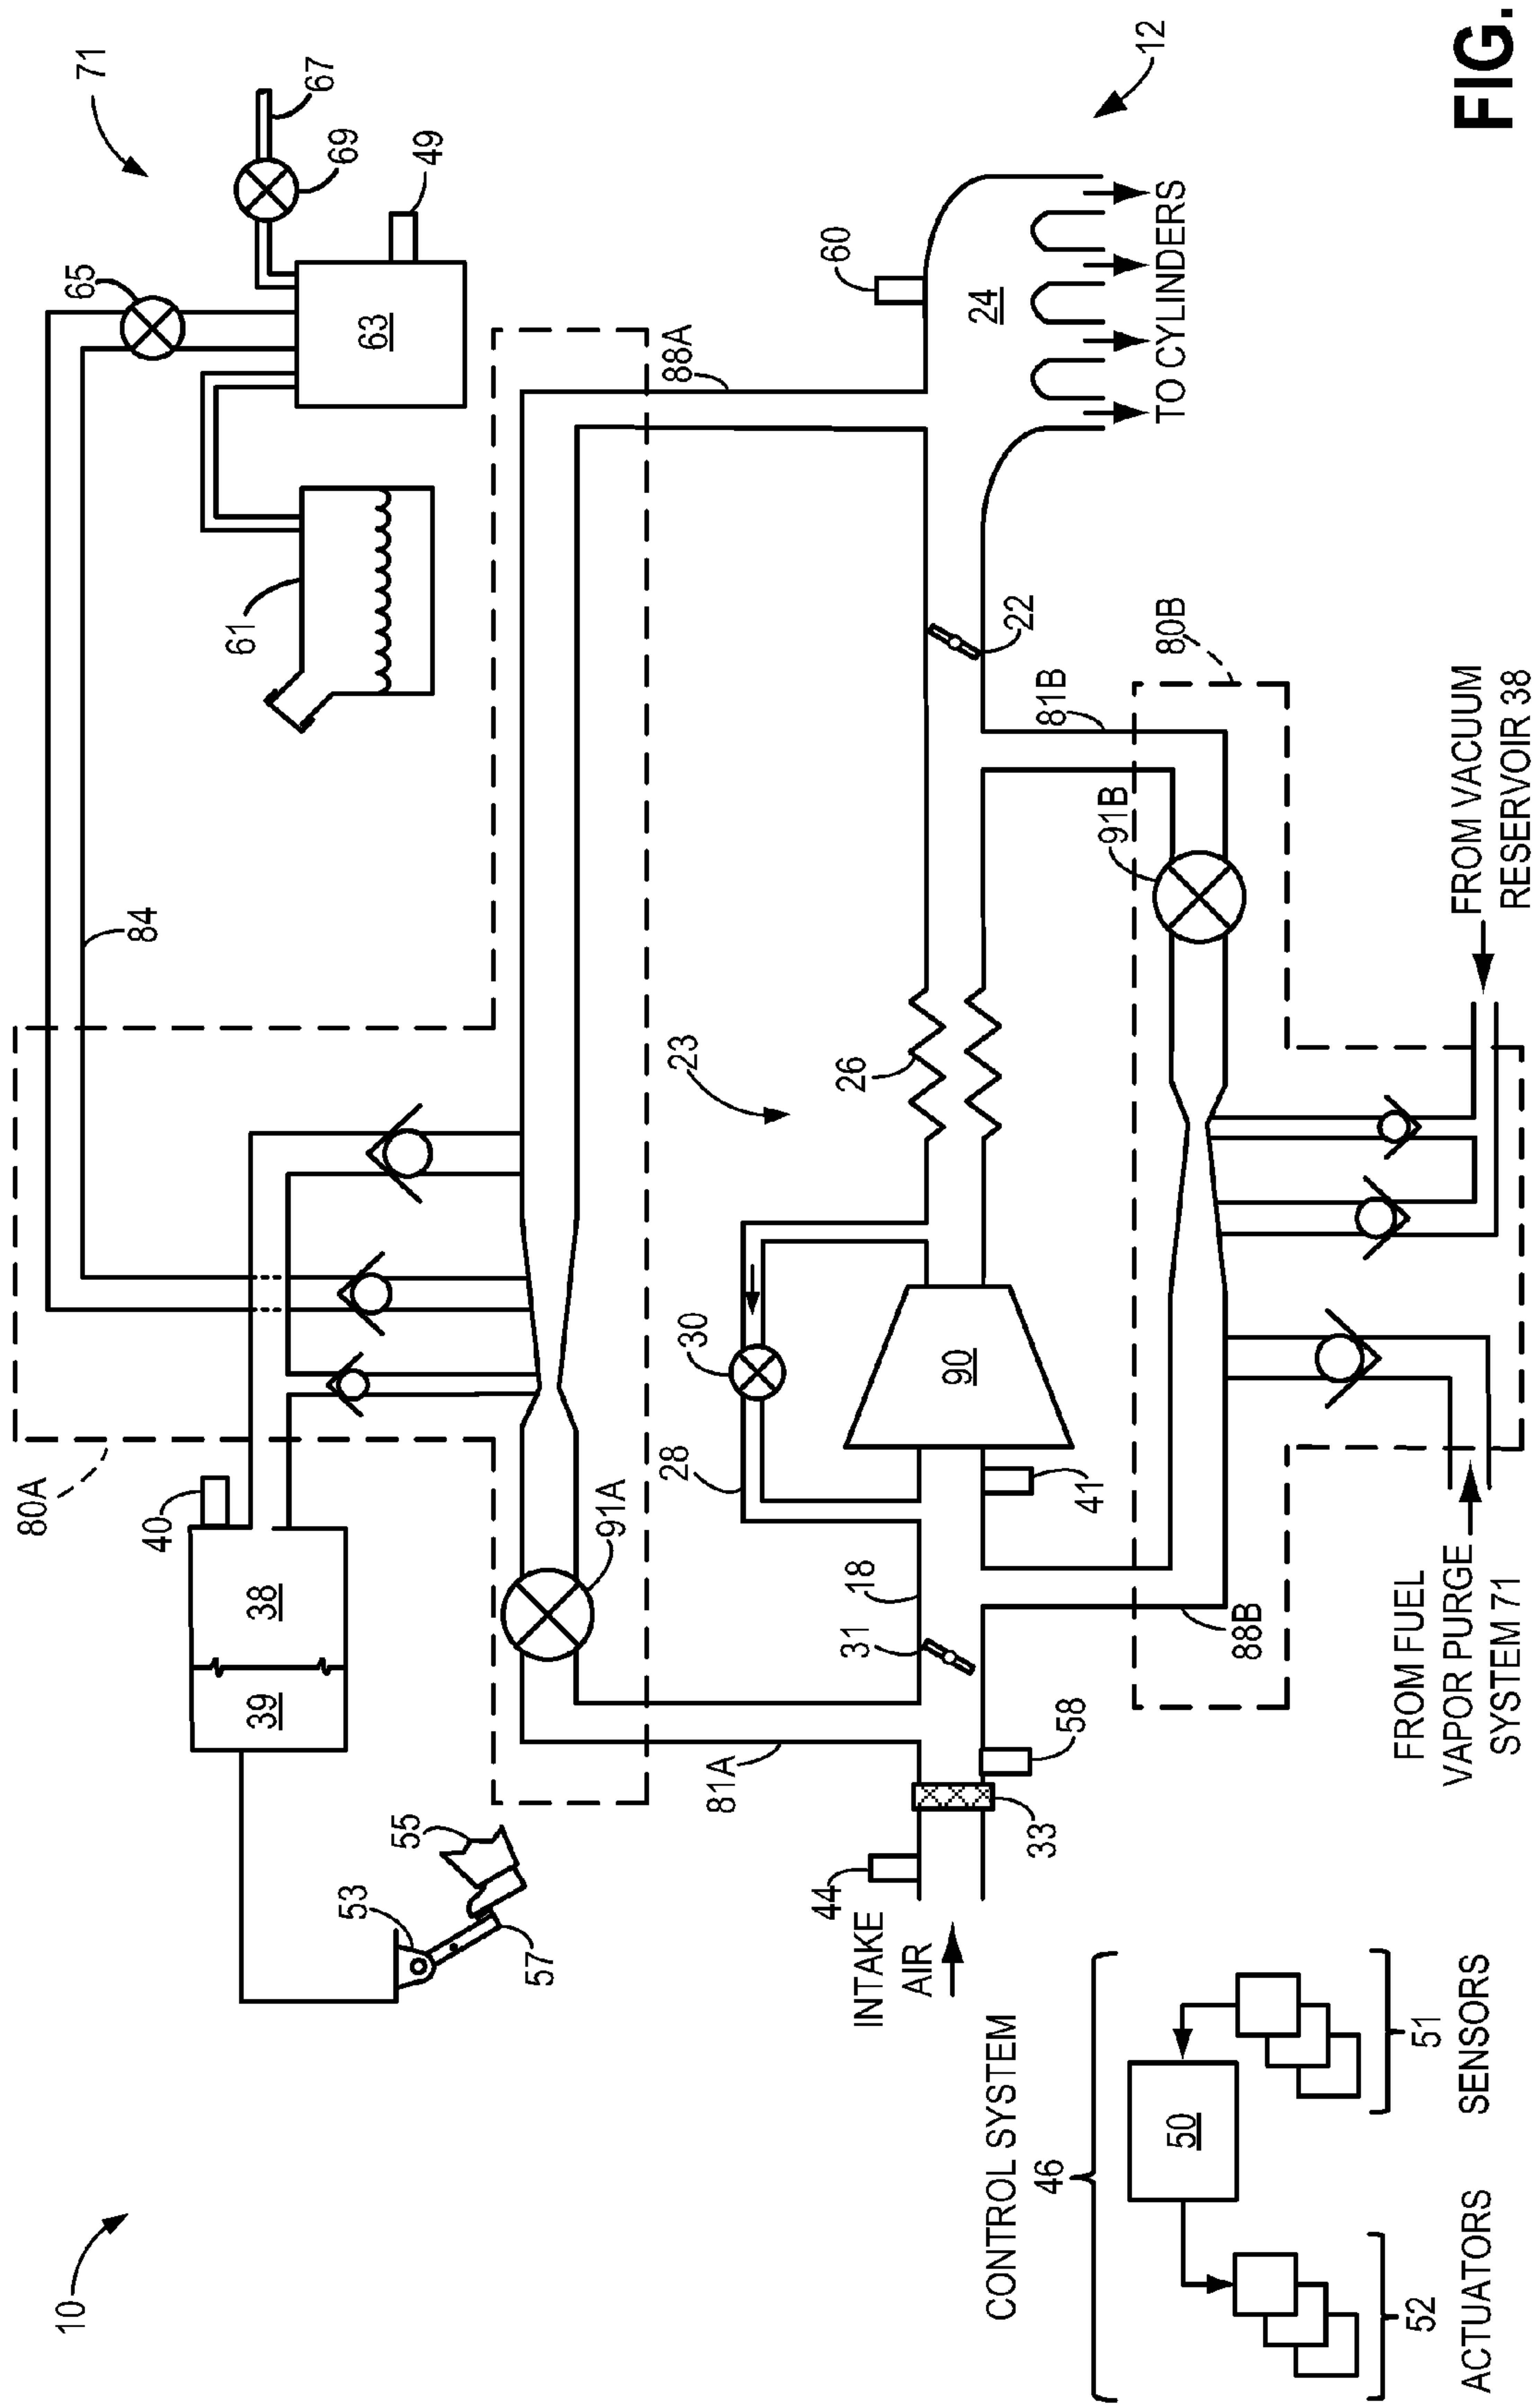 10
80A
40
84
65
71
67
69
49
63
61
38
39
55
53
57
91A
81A
88A
28
30
23
26
60
12
24
TO CYLINDERS
18
31
90
41
22
44
INTAKE
AIR
33
58
88B
91B
81B
80B
CONTROL SYSTEM
46
50
52
ACTUATORS
51
SENSORS
FROM FUEL
VAPOR PURGE
SYSTEM 71
FROM VACUUM
RESERVOIR 38
FIG.